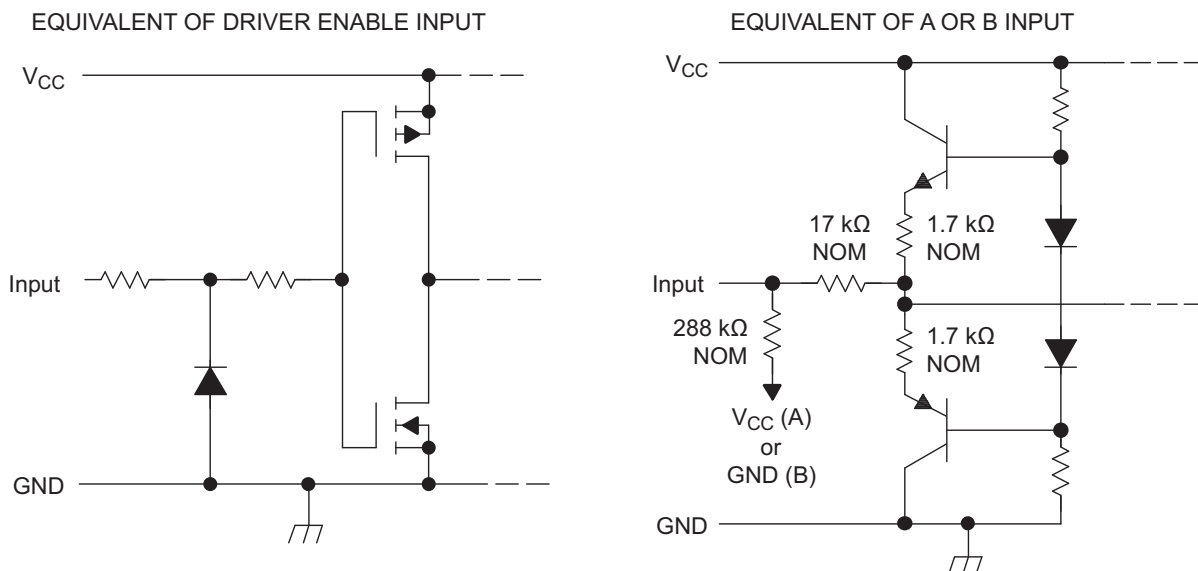 EQUIVALENT OF DRIVER ENABLE INPUT
VCC
Input
GND
EQUIVALENT OF A OR B INPUT
VCC
17 kΩ
NOM
1.7 kΩ
NOM
Input
288 kΩ
NOM
1.7 kΩ
NOM
VCC (A)
or
GND (B)
GND